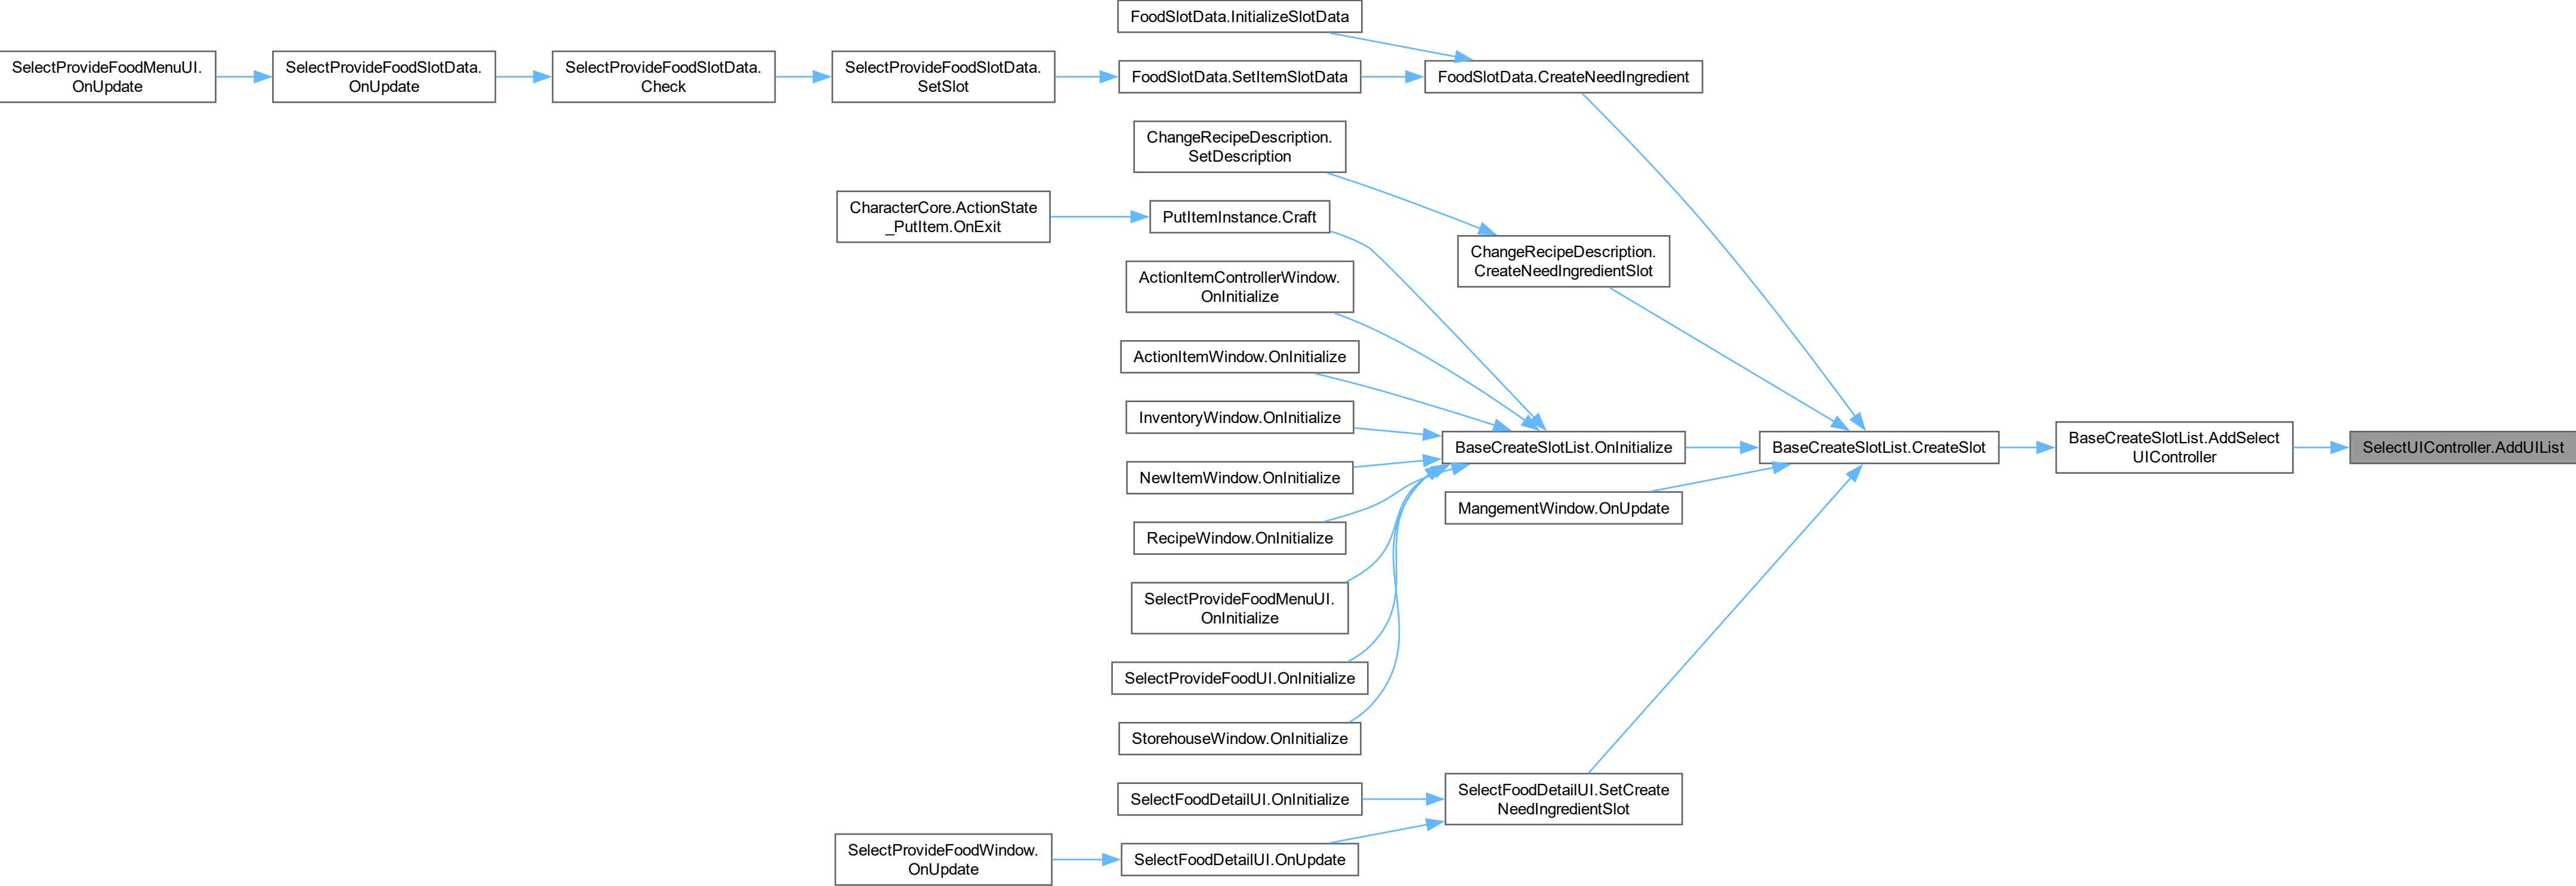 FoodSlotData.InitializeSlotData
SelectProvideFoodMenuUI.
OnUpdate
SelectProvideFoodSlotData.
OnUpdate
SelectProvideFoodSlotData.
Check
SelectProvideFoodSlotData.
SetSlot
FoodSlotData.SetItemSlotData
FoodSlotData.CreateNeedIngredient
ChangeRecipeDescription.
SetDescription
CharacterCore.ActionState
_PutItem.OnExit
PutItemInstance.Craft
ChangeRecipeDescription.
CreateNeedIngredientSlot
ActionItemControllerWindow.
OnInitialize
ActionItemWindow.OnInitialize
InventoryWindow.OnInitialize
BaseCreateSlotList.OnInitialize
BaseCreateSlotList.CreateSlot
BaseCreateSlotList.AddSelect
UIController
SelectUIController.AddUIList
NewItemWindow.OnInitialize
MangementWindow.OnUpdate
RecipeWindow.OnInitialize
SelectProvideFoodMenuUI.
OnInitialize
SelectProvideFoodUI.OnInitialize
StorehouseWindow.OnInitialize
SelectFoodDetailUI.OnInitialize
SelectFoodDetailUI.SetCreate
NeedIngredientSlot
SelectProvideFoodWindow.
OnUpdate
SelectFoodDetailUI.OnUpdate